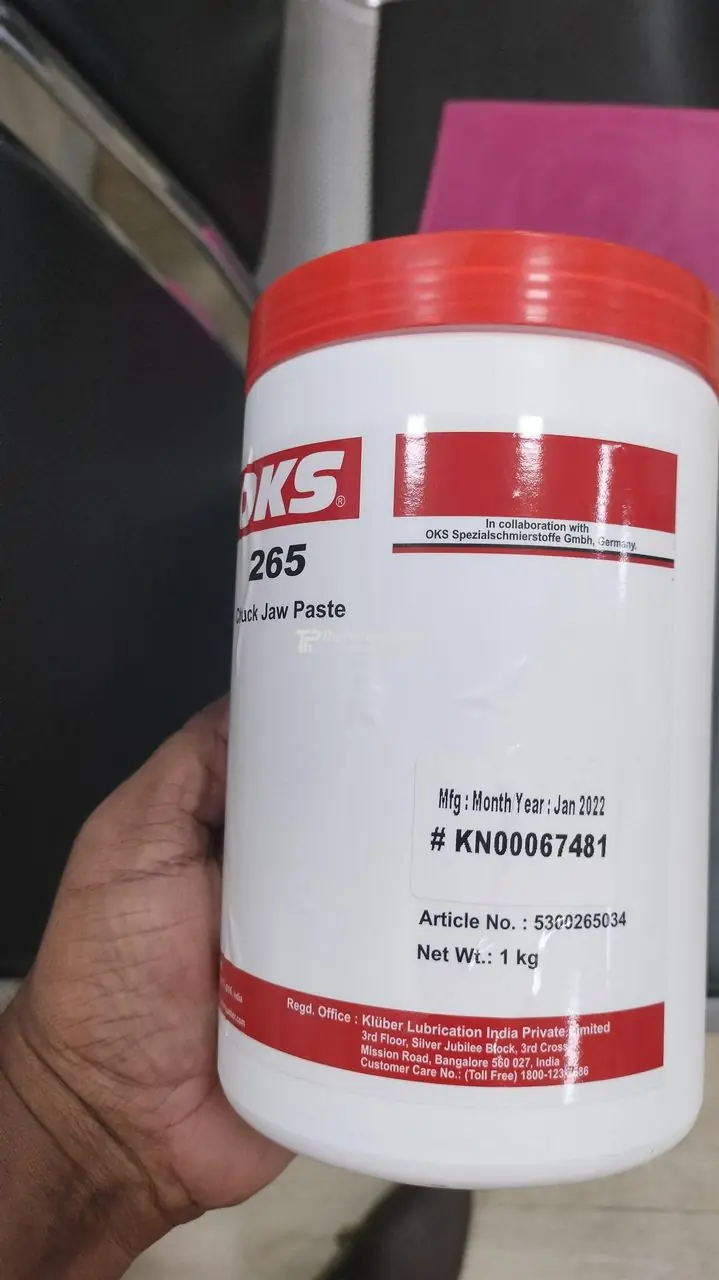 OKS®
265
Chuck Jaw Paste
In collaboration with
OKS Spezialschmierstoffe Gmbh, Germany.
Mfg : Month/Year : Jan 2022
# KN00067481
Article No. : 5300265034
Net Wt.: 1 kg
India
Regd. Office : Klüber Lubrication India Private Limited
3rd Floor, Silver Jubilee Block, 3rd Cross
Mission Road, Bangalore 560 027, India
Customer Care No.: (Toll Free)